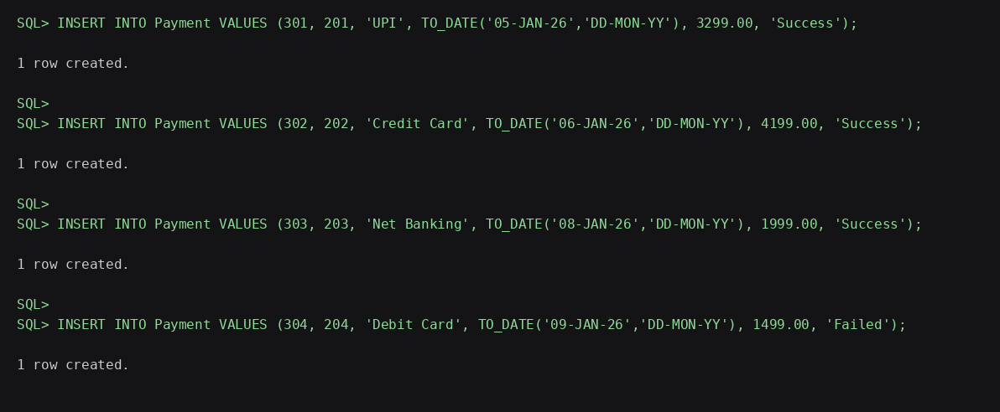 SQL> INSERT INTO Payment VALUES (301, 201, 'UPI', TO_DATE('05-JAN-26','DD-MON-YY'), 3299.00, 'Success');
1 row created.
SQL>
SQL> INSERT INTO Payment VALUES (302, 202, 'Credit Card', TO_DATE('06-JAN-26','DD-MON-YY'), 4199.00, 'Success');
1 row created.
SQL>
SQL> INSERT INTO Payment VALUES (303, 203, 'Net Banking', TO_DATE('08-JAN-26','DD-MON-YY'), 1999.00, 'Success');
1 row created.
SQL>
SQL> INSERT INTO Payment VALUES (304, 204, 'Debit Card', TO_DATE('09-JAN-26','DD-MON-YY'), 1499.00, 'Failed');
1 row created.